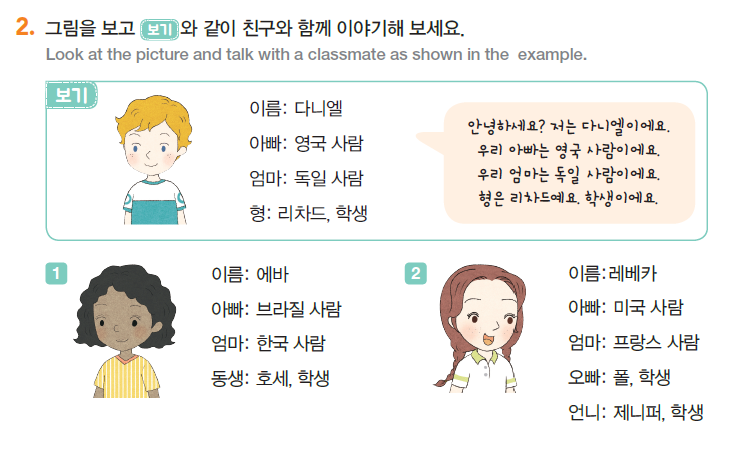 2. 그림을 보고 보기 와 같이 친구와 함께 이야기해 보세요.
Look at the picture and talk with a classmate as shown in the example.
보기
이름: 다니엘
아빠: 영국 사람
엄마: 독일 사람
형: 리차드, 학생
안녕하세요? 저는 다니엘이에요.
우리 아빠는 영국 사람이에요.
우리 엄마는 독일 사람이에요.
형은 리차드예요. 학생이에요.
1
이름: 에바
아빠: 브라질 사람
엄마: 한국 사람
동생: 호세, 학생
2
이름: 레베카
아빠: 미국 사람
엄마: 프랑스 사람
오빠: 폴, 학생
언니: 제니퍼, 학생